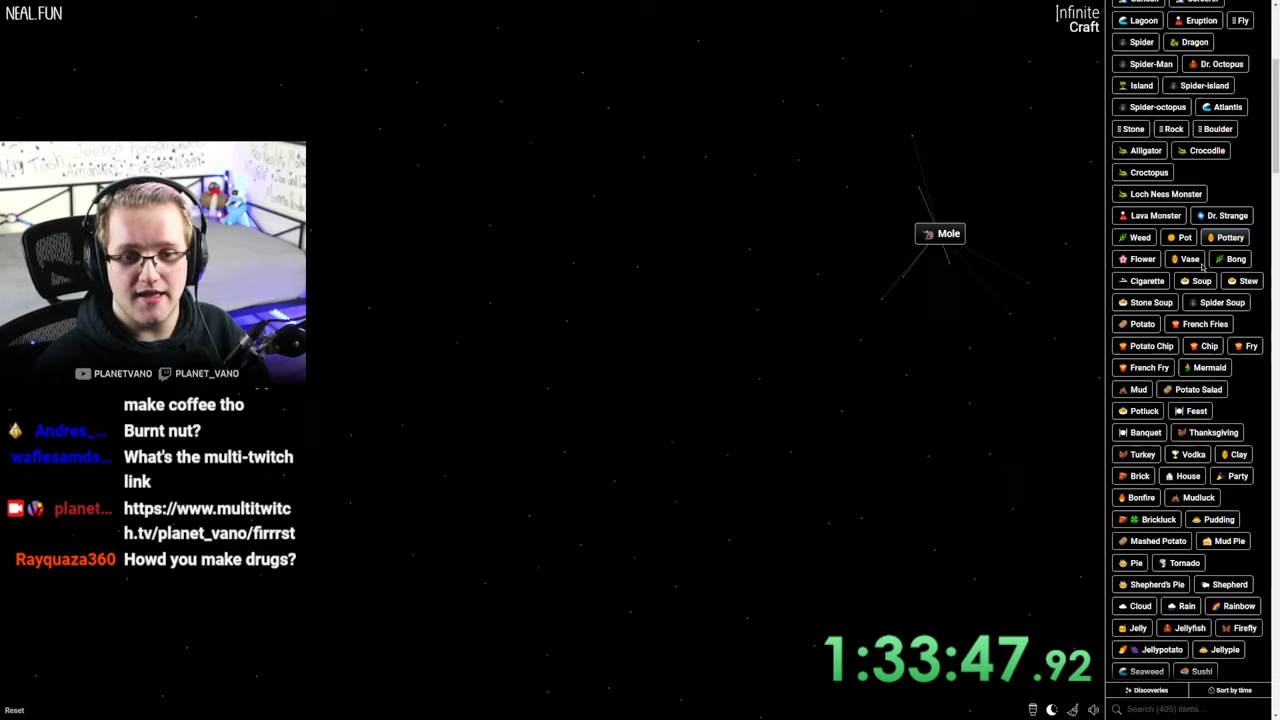 NEAL.FUN
Infinite
Craft
Mole
PLANETVANO PLANET_VANO
make coffee tho
Andres_... Burnt nut?
waflesamds... What's the multi-twitch
link
planet... https://www.multitwitc
h.tv/planet_vano/firrrst
Rayquaza360 Howd you make drugs?
1:33:47.92
Reset
Lagoon Eruption Fly
Spider Dragon
Spider-Man Dr. Octopus
Island Spider-island
Spider-octopus Atlantis
Stone Rock Boulder
Alligator Crocodile
Croctopus
Loch Ness Monster
Lava Monster Dr. Strange
Weed Pot Pottery
Flower Vase Bong
Cigarette Soup Stew
Stone Soup Spider Soup
Potato French Fries
Potato Chip Chip Fry
French Fry Mermaid
Mud Potato Salad
Potluck Feast
Banquet Thanksgiving
Turkey Vodka Clay
Brick House Party
Bonfire Mudluck
Brickluck Pudding
Mashed Potato Mud Pie
Pie Tornado
Shepherd's Pie Shepherd
Cloud Rain Rainbow
Jelly Jellyfish Firefly
Jellypotato Jellypie
Seaweed Sushi
Discoveries Sort by time
Search (405) items...